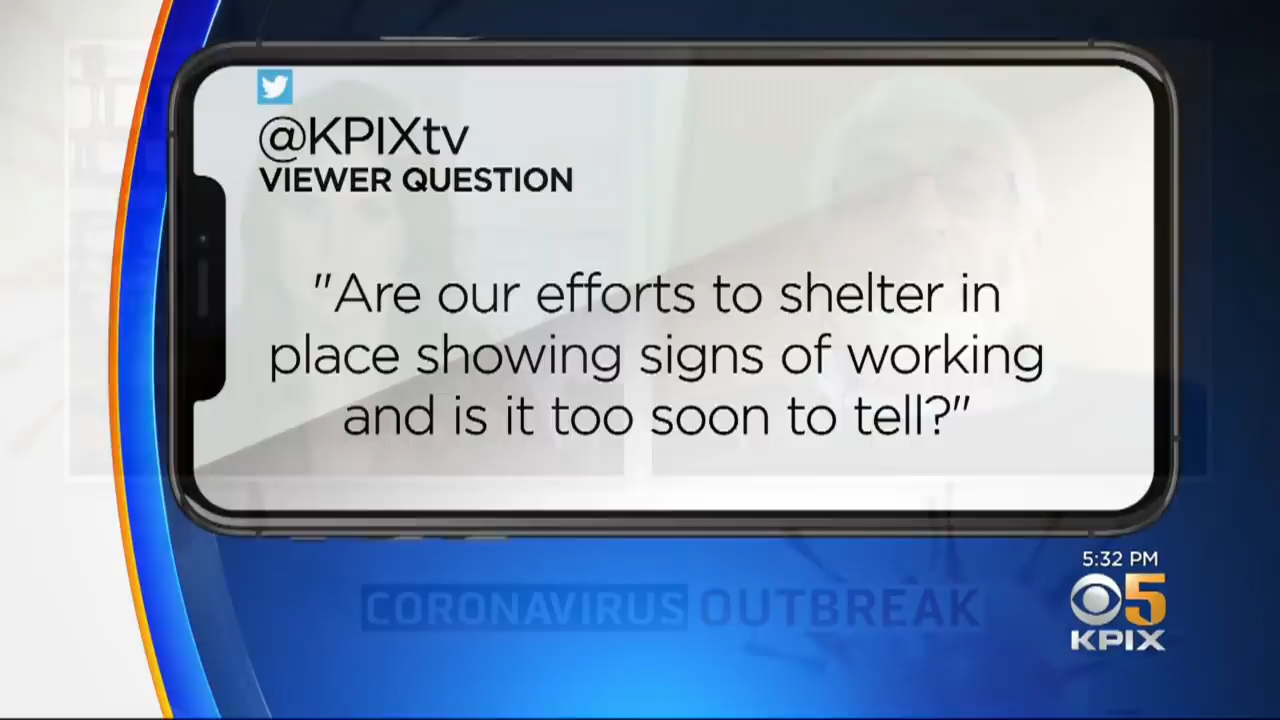 @KPIXtv
VIEWER QUESTION
"Are our efforts to shelter in
place showing signs of working
and is it too soon to tell?"
CORONAVIRUS OUTBREAK
5:32 PM
5
KPIX